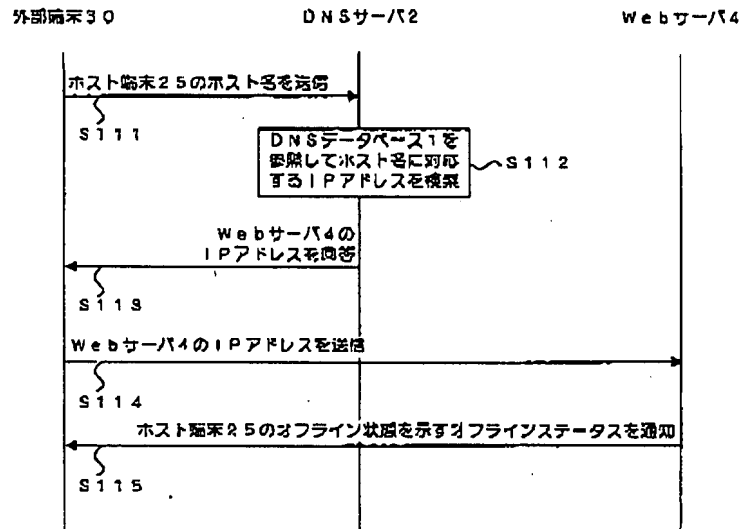 外部端末30
DNSサーバ2
Webサーバ4
ホスト端末25のホスト名を送信
S111
DNSデータベース1を
参照してホスト名に対応
するIPアドレスを検索
S112
Webサーバ4の
IPアドレスを回答
S113
Webサーバ4のIPアドレスを送信
S114
ホスト端末25のオフライン状態を示すオフラインステータスを通知
S115